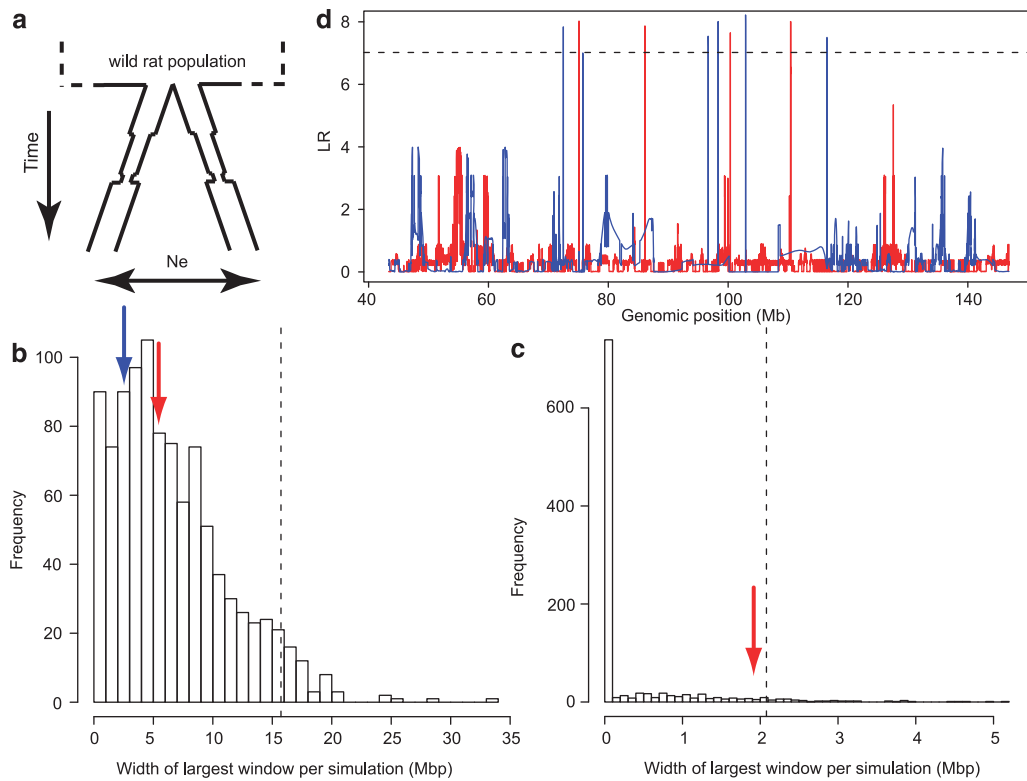 a
wild rat population
Time
Ne
d
8
6
4
2
0
LR
40 60 80 100 120 140
Genomic position (Mb)
b
100
80
60
40
20
0
Frequency
0 5 10 15 20 25 30 35
Width of largest window per simulation (Mbp)
c
600
400
200
0
Frequency
0 1 2 3 4 5
Width of largest window per simulation (Mbp)